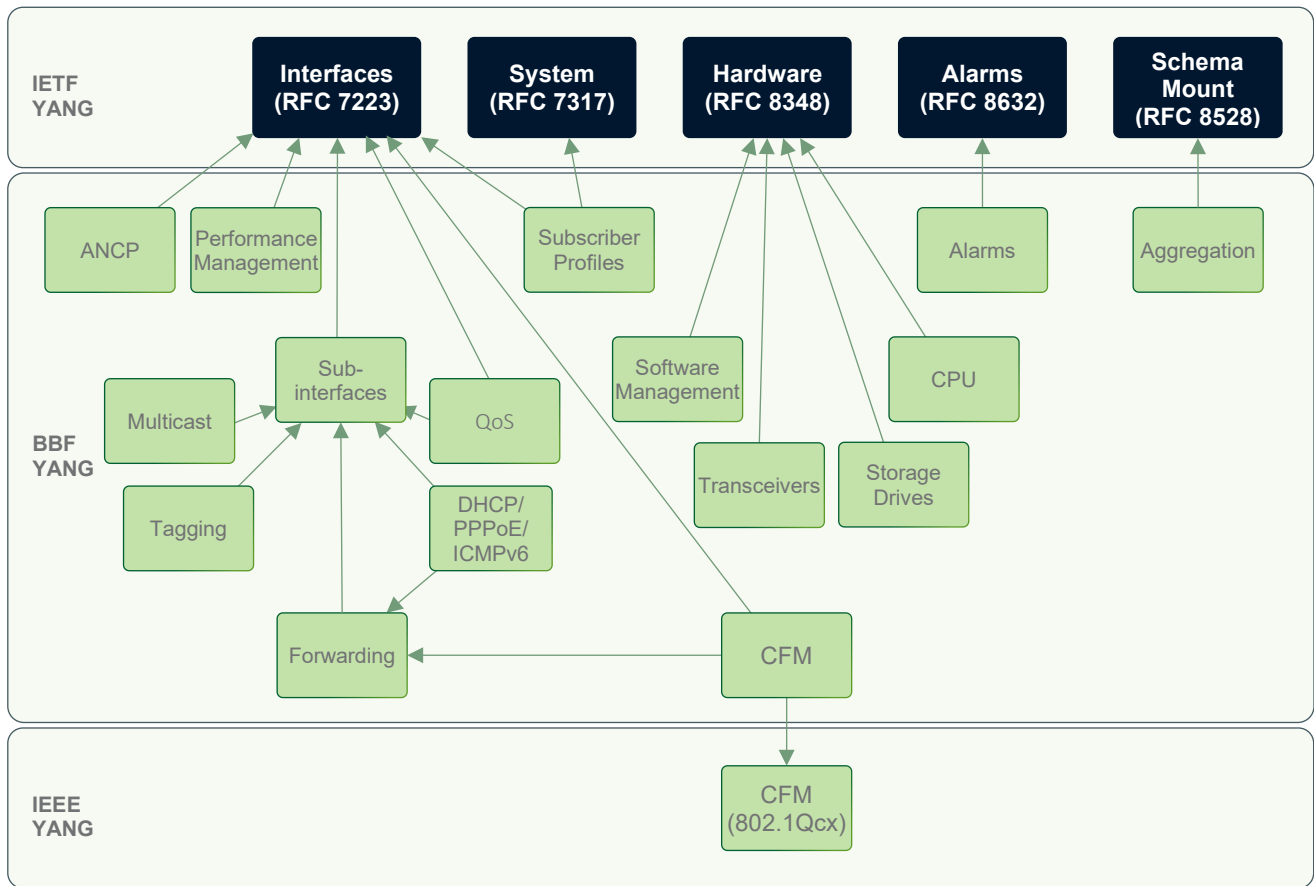 IETF
YANG
Interfaces
(RFC 7223)
System
(RFC 7317)
Hardware
(RFC 8348)
Alarms
(RFC 8632)
Schema
Mount
(RFC 8528)
BBF
YANG
ANCP
Performance
Management
Subscriber
Profiles
Alarms
Aggregation
Sub-
interfaces
Software
Management
CPU
Multicast
QoS
Transceivers
Storage
Drives
Tagging
DHCP/
PPPoE/
ICMPv6
Forwarding
CFM
IEEE
YANG
CFM
(802.1Qcx)